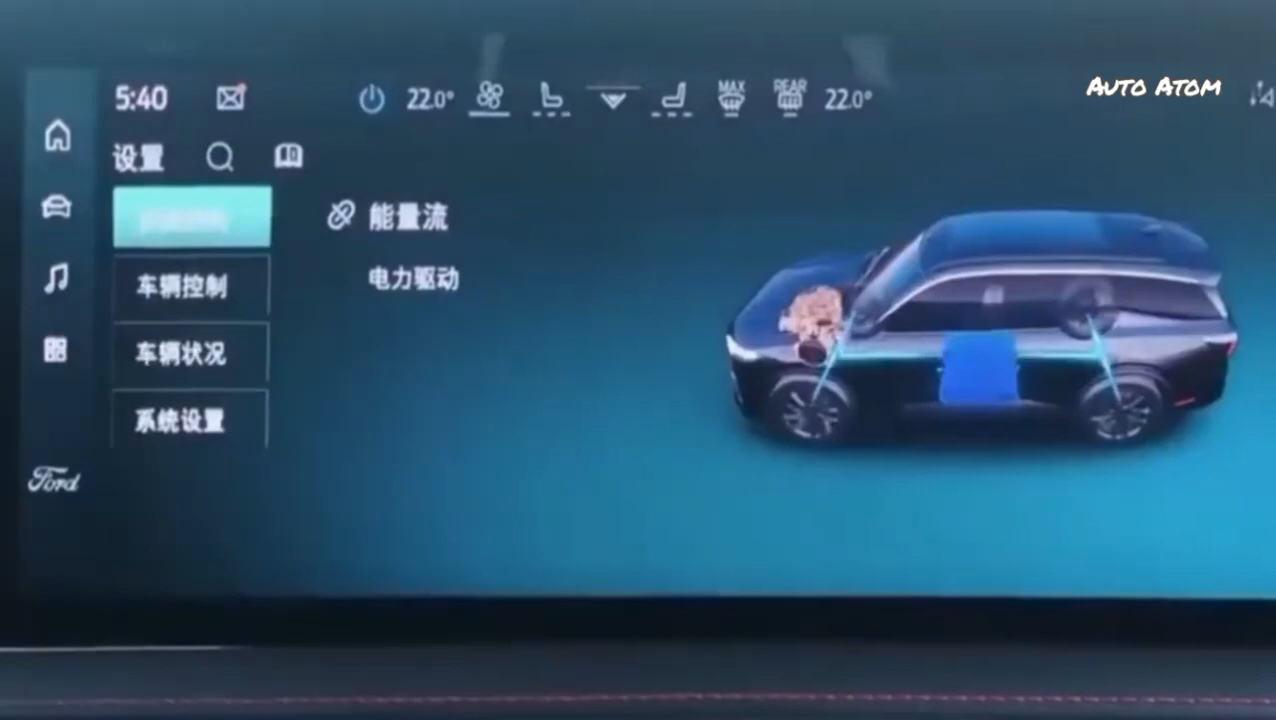 Auto Atom
5:40
22.0°
MAX
REAR
22.0°
设置
能量流
车辆控制
电力驱动
车辆状况
系统设置
Ford